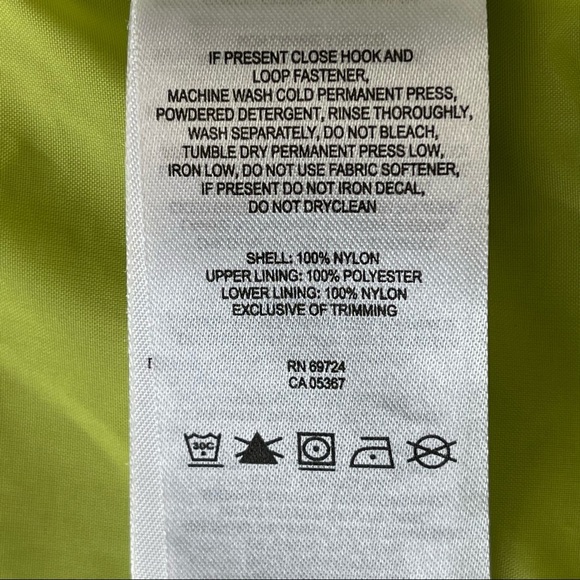 IF PRESENT CLOSE HOOK AND
LOOP FASTENER,
MACHINE WASH COLD PERMANENT PRESS,
POWDERED DETERGENT, RINSE THOROUGHLY,
WASH SEPARATELY, DO NOT BLEACH,
TUMBLE DRY PERMANENT PRESS LOW,
IRON LOW, DO NOT USE FABRIC SOFTENER,
IF PRESENT DO NOT IRON DECAL,
DO NOT DRYCLEAN
SHELL: 100% NYLON
UPPER LINING: 100% POLYESTER
LOWER LINING: 100% NYLON
EXCLUSIVE OF TRIMMING
RN 69724
CA 05367
30C